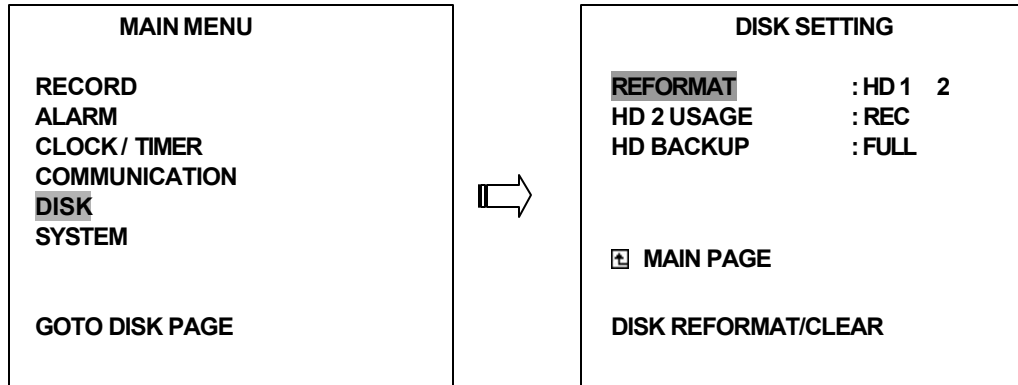 MAIN MENU
RECORD
ALARM
CLOCK / TIMER
COMMUNICATION
DISK
SYSTEM
GOTO DISK PAGE
DISK SETTING
REFORMAT : HD 1 2
HD 2 USAGE : REC
HD BACKUP : FULL
MAIN PAGE
DISK REFORMAT/CLEAR